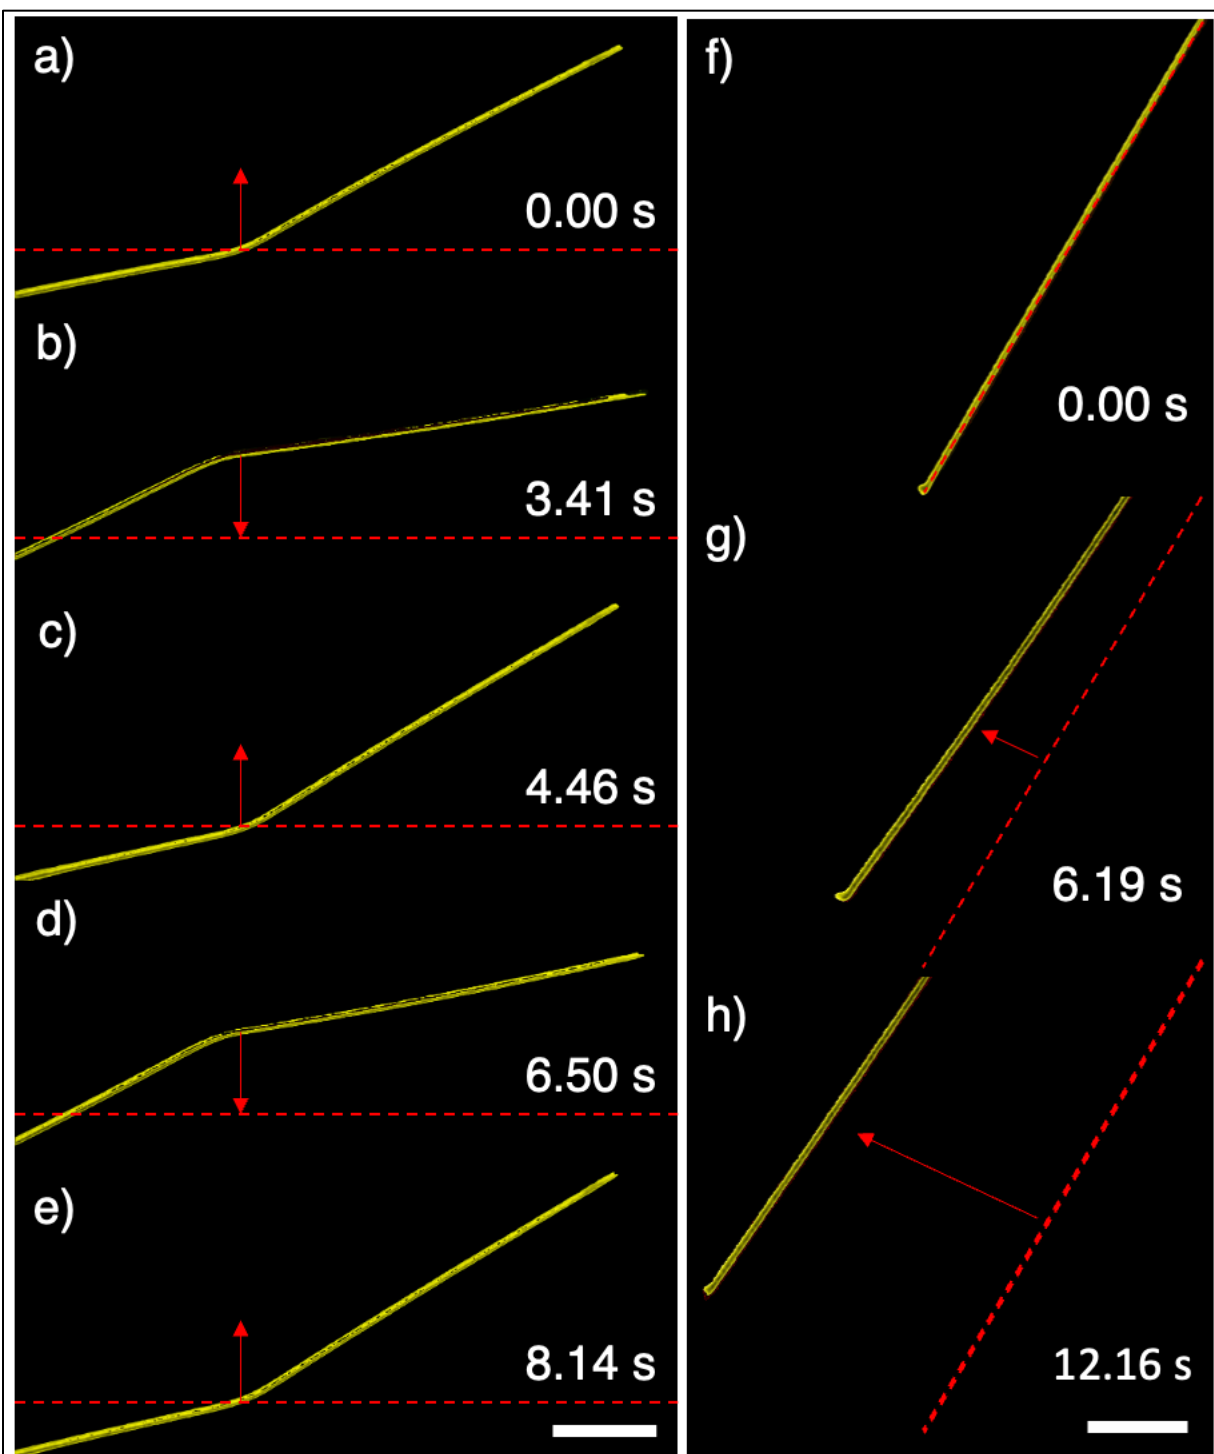 a)
0.00 s
b)
3.41 s
c)
4.46 s
d)
6.50 s
e)
8.14 s
f)
0.00 s
g)
6.19 s
h)
12.16 s